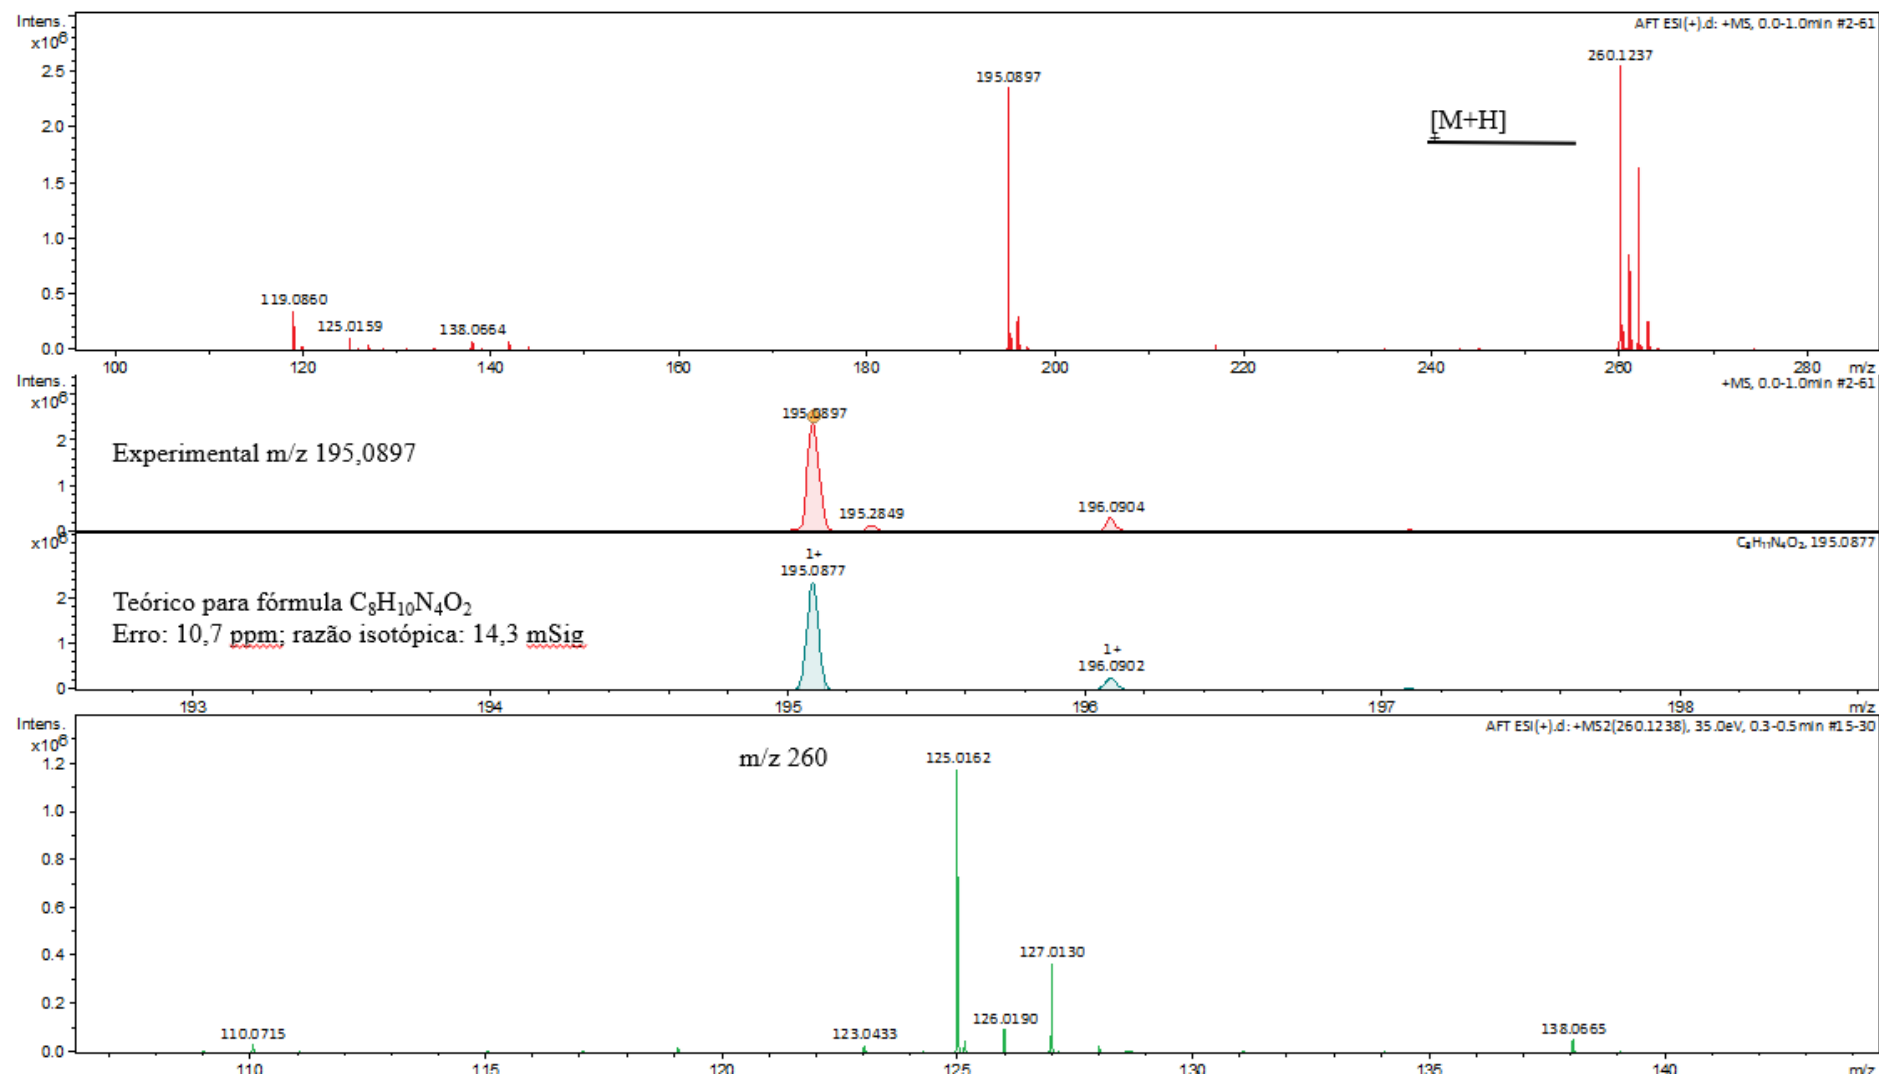 Intens.
x10⁶
AFT ESI(+).d: +MS, 0.0-1.0min #2-61
260.1237
195.0897
2.5
[M+H]
+
2.0
1.5
1.0
0.5
119.0860
125.0159
138.0664
0.0
100 120 140 160 180 200 220 240 260 280 m/z
Intens.
x10⁶
+MS, 0.0-1.0min #2-61
195.0897
2
Experimental m/z 195,0897
1
195.2849
196.0904
0
x10⁶
C₈H₁₁N₄O₂, 195.0877
1+
195.0877
2
Teórico para fórmula C₈H₁₀N₄O₂
Erro: 10,7 ppm; razão isotópica: 14,3 mSig
1
1+
196.0902
0
193 194 195 196 197 198 m/z
Intens.
x10⁶
AFT ESI(+).d: +MS2(260.1238), 35.0eV, 0.3-0.5min #15-30
m/z 260
125.0162
1.2
1.0
0.8
0.6
0.4
127.0130
0.2
126.0190
110.0715
123.0433
138.0665
0.0
110 115 120 125 130 135 140 m/z